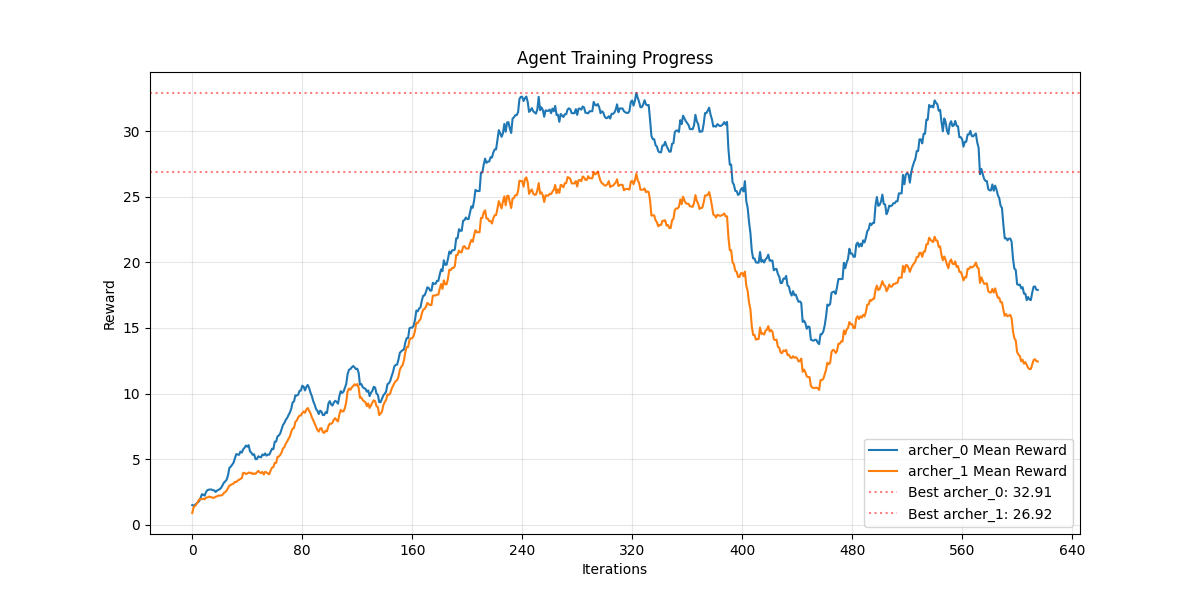 Agent Training Progress
Reward
30
25
20
15
10
5
0
0 80 160 240 320 400 480 560 640
Iterations
archer_0 Mean Reward
archer_1 Mean Reward
Best archer_0: 32.91
Best archer_1: 26.92